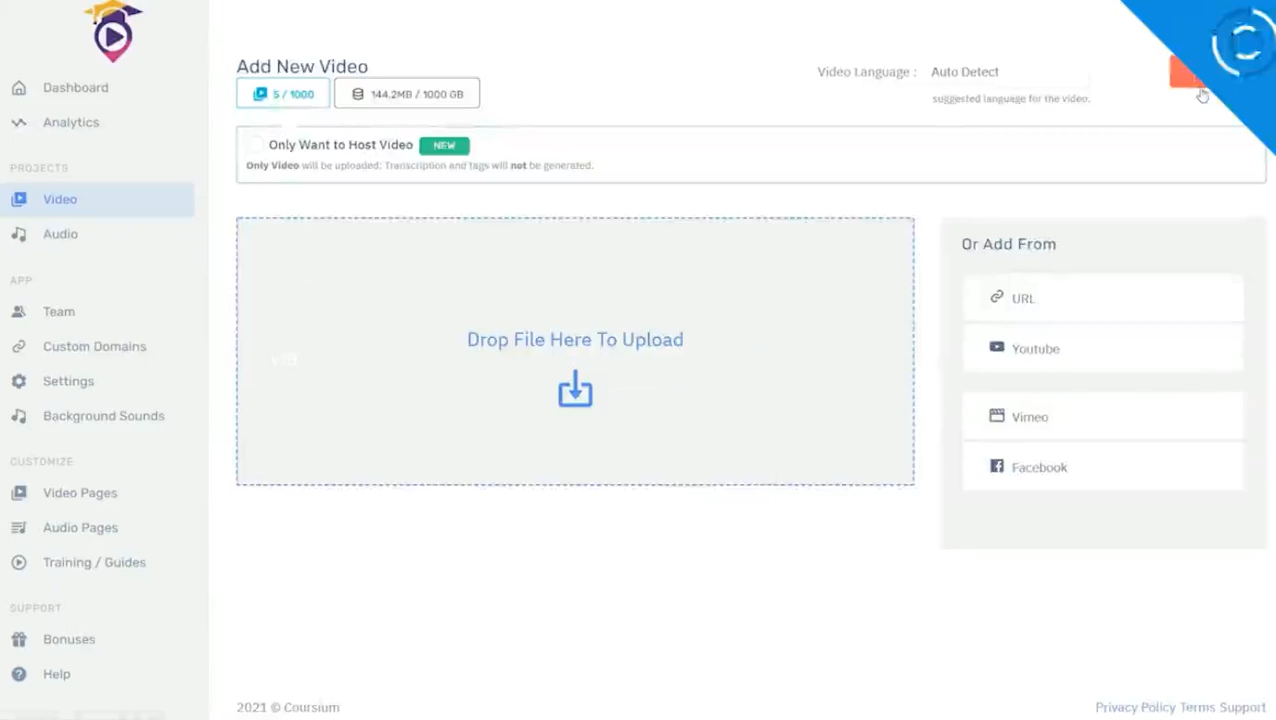 Dashboard
Analytics
PROJECTS
Video
Audio
APP
Team
Custom Domains
Settings
Background Sounds
CUSTOMIZE
Video Pages
Audio Pages
Training / Guides
SUPPORT
Bonuses
Help
Add New Video
5 / 1000
144.2MB / 1000 GB
Video Language :
Auto Detect
suggested language for the video.
Only Want to Host Video
NEW
Only Video will be uploaded; Transcription and tags will not be generated.
Drop File Here To Upload
Or Add From
URL
Youtube
Vimeo
Facebook
2021 © Coursium
Privacy Policy Terms Support